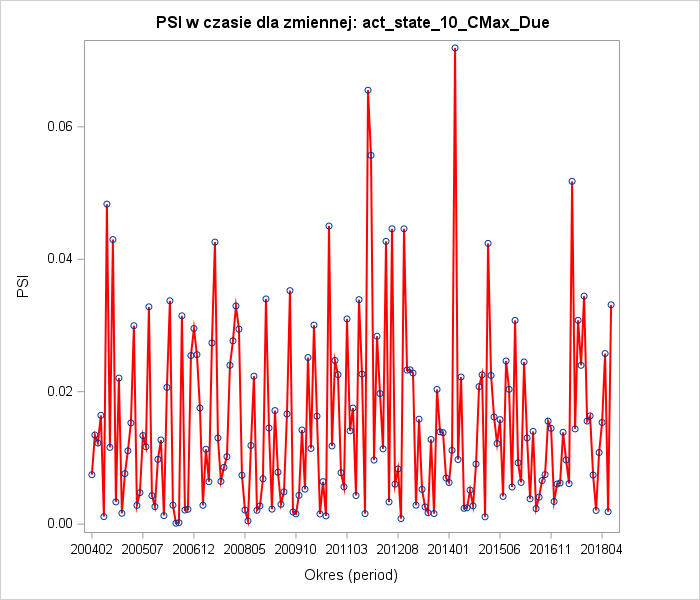 PSI w czasie dla zmiennej: act_state_10_CMax_Due
0.06
0.04
0.02
0.00
PSI
200402 200507 200612 200805 200910 201103 201208 201401 201506 201611 201804
Okres (period)